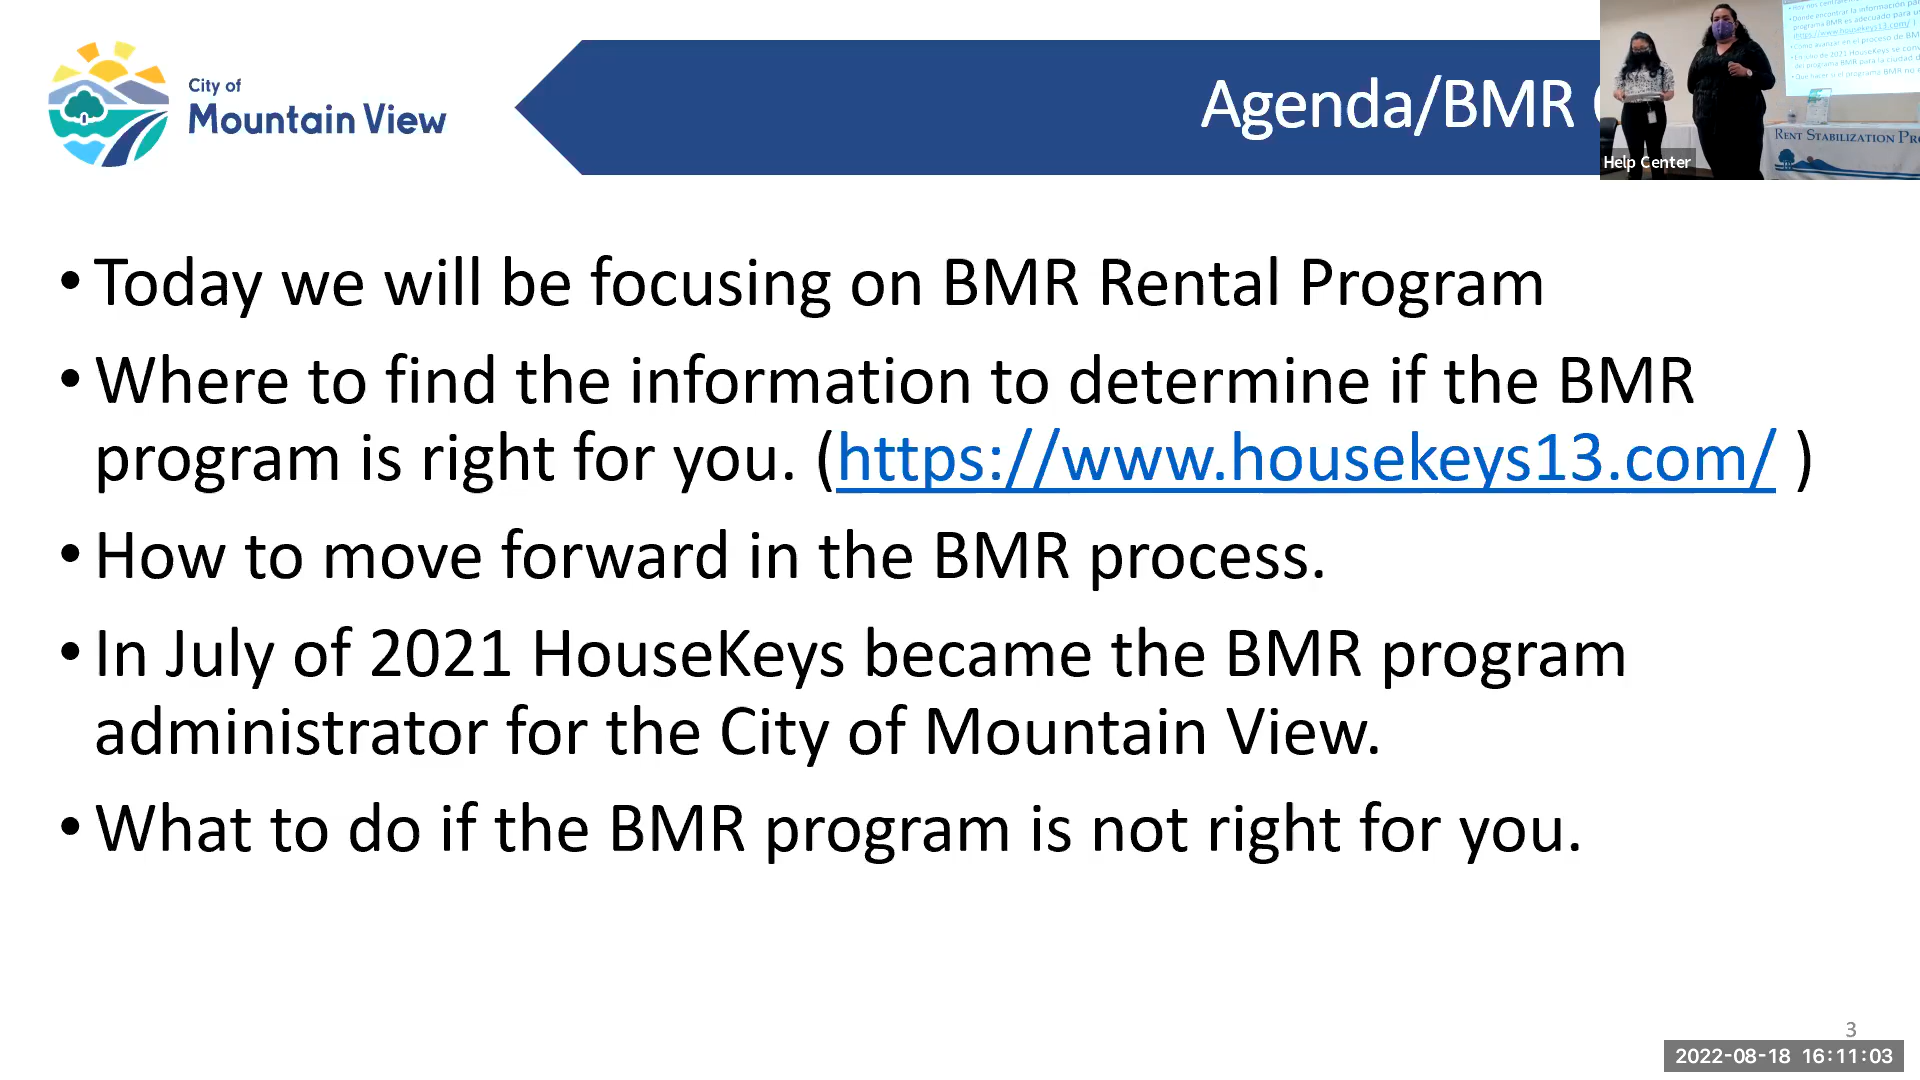 City of
Mountain View
Agenda/BMR
Help Center
RENT STABILIZATION
• Today we will be focusing on BMR Rental Program
• Where to find the information to determine if the BMR
program is right for you. (https://www.housekeys13.com/ )
• How to move forward in the BMR process.
• In July of 2021 HouseKeys became the BMR program
administrator for the City of Mountain View.
• What to do if the BMR program is not right for you.
3
2022-08-18 16:11:03